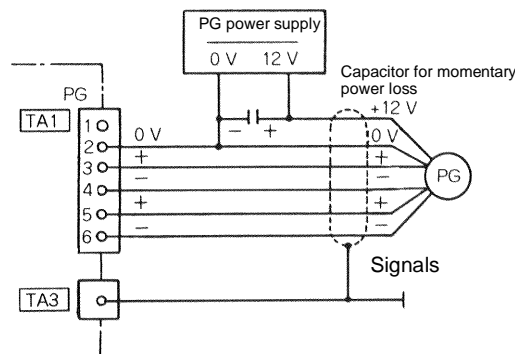 PG power supply
0 V 12 V
Capacitor for momentary
power loss
PG
TA1
1
+12 V
- +
2 0 V 0 V
3 + +
4 - -
5 + +
6 - -
PG
Signals
TA3